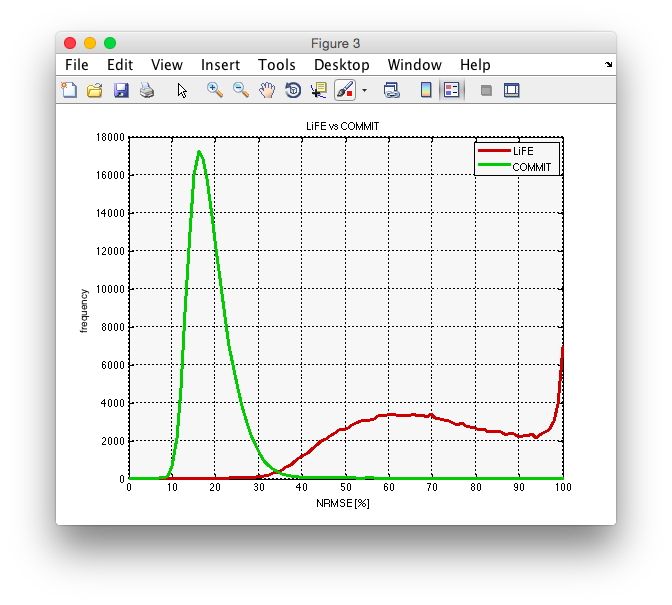 Figure 3
File Edit View Insert Tools Desktop Window Help
LiFE vs COMMIT
18000
16000
14000
12000
10000
8000
6000
4000
2000
0
frequency
LiFE
COMMIT
0 10 20 30 40 50 60 70 80 90 100
NRMSE [%]